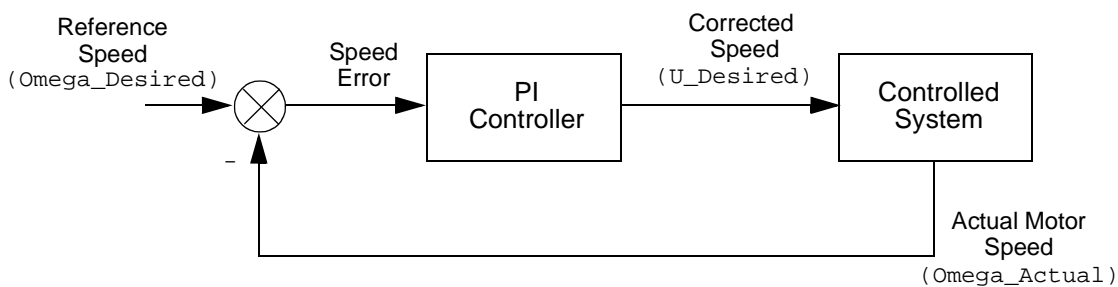 Reference
Speed
(Omega_Desired)
Speed
Error
PI
Controller
Corrected
Speed
(U_Desired)
Controlled
System
-
Actual Motor
Speed
(Omega_Actual)